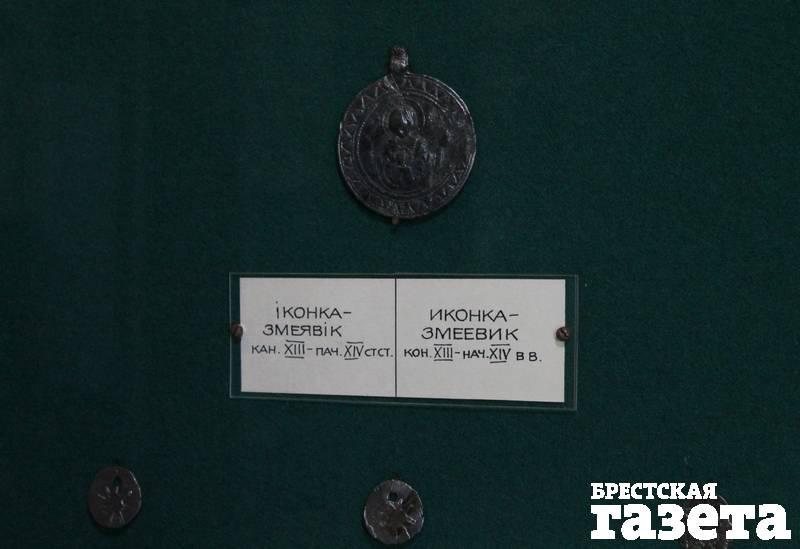 іКОНКА-
ЗМЕЯВіК
КАН. XIII - ПАЧ. XIV СТСТ.
ИКОНКА-
ЗМЕЕВИК
КОН. XIII - НАЧ. XIV В В.
БРЕСТСКАЯ
газета